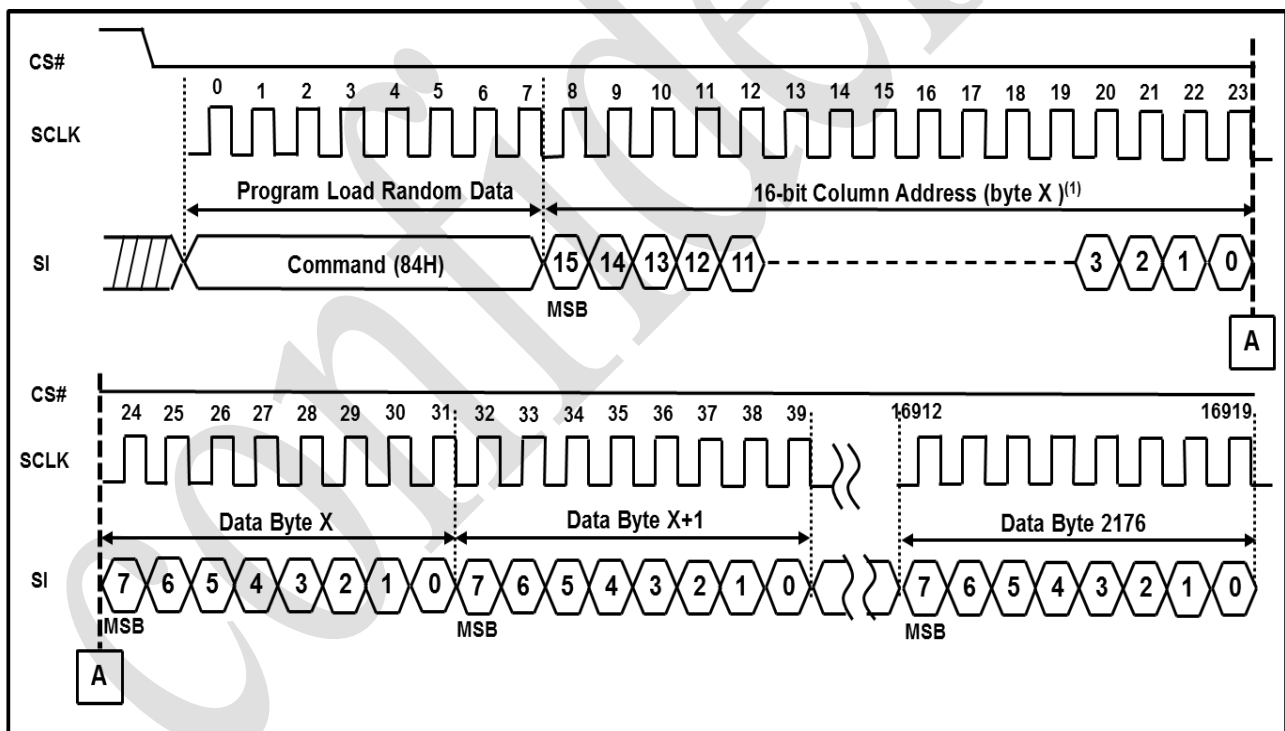 CS#
0 1 2 3 4 5 6 7 8 9 10 11 12 13 14 15 16 17 18 19 20 21 22 23
SCLK
Program Load Random Data 16-bit Column Address (byte X )(1)
SI Command (84H) 15 14 13 12 11 3 2 1 0
MSB
A
CS#
24 25 26 27 28 29 30 31 32 33 34 35 36 37 38 39 16912 16919
SCLK
Data Byte X Data Byte X+1 Data Byte 2176
SI 7 6 5 4 3 2 1 0 7 6 5 4 3 2 1 0 7 6 5 4 3 2 1 0
MSB MSB MSB
A